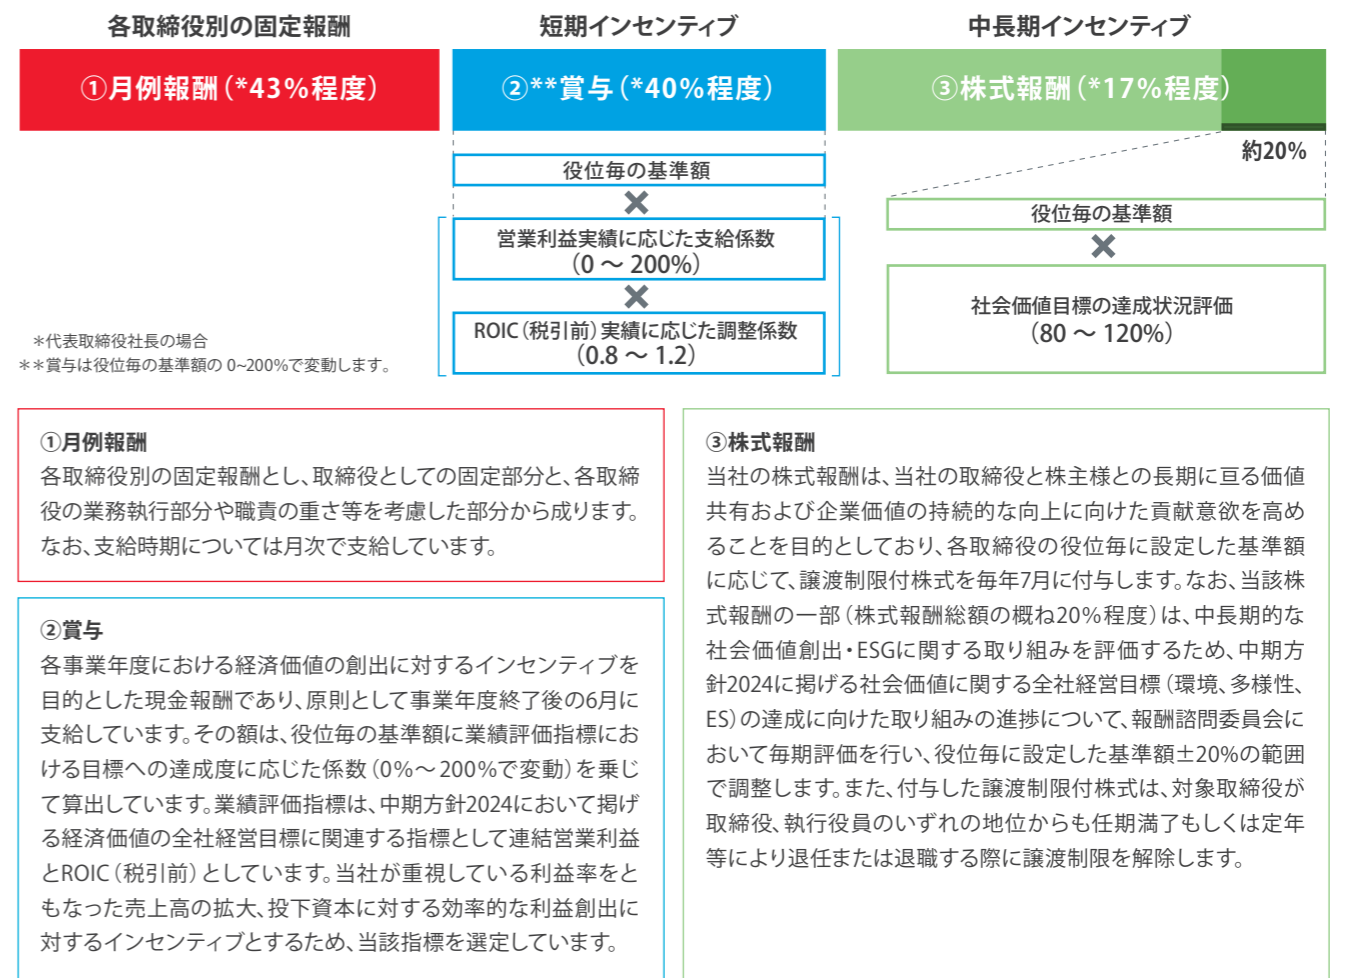 各取締役別の固定報酬
短期インセンティブ
中長期インセンティブ
①月例報酬（*43%程度）
②**賞与（*40%程度）
③株式報酬（*17%程度）
約20%
役位毎の基準額
×
営業利益実績に応じた支給係数
（0 ～ 200%）
×
ROIC（税引前）実績に応じた調整係数
（0.8 ～ 1.2）
役位毎の基準額
×
社会価値目標の達成状況評価
（80 ～ 120%）
＊代表取締役社長の場合
＊＊賞与は役位毎の基準額の 0~200%で変動します。
①月例報酬
各取締役別の固定報酬とし、取締役としての固定部分と、各取締
役の業務執行部分や職責の重さ等を考慮した部分から成ります。
なお、支給時期については月次で支給しています。
②賞与
各事業年度における経済価値の創出に対するインセンティブを
目的とした現金報酬であり、原則として事業年度終了後の6月に
支給しています。その額は、役位毎の基準額に業績評価指標にお
ける目標への達成度に応じた係数（0%～200%で変動）を乗じ
て算出しています。業績評価指標は、中期方針2024において掲げ
る経済価値の全社経営目標に関連する指標として連結営業利益
とROIC（税引前）としています。当社が重視している利益率をと
もなった売上高の拡大、投下資本に対する効率的な利益創出に
対するインセンティブとするため、当該指標を選定しています。
③株式報酬
当社の株式報酬は、当社の取締役と株主様との長期に亘る価値
共有および企業価値の持続的な向上に向けた貢献意欲を高め
ることを目的としており、各取締役の役位毎に設定した基準額
に応じて、譲渡制限付株式を毎年7月に付与します。なお、当該株
式報酬の一部（株式報酬総額の概ね20%程度）は、中長期的な
社会価値創出・ESGに関する取り組みを評価するため、中期方
針2024に掲げる社会価値に関する全社経営目標（環境、多様性、
ES）の達成に向けた取り組みの進捗について、報酬諮問委員会に
おいて毎期評価を行い、役位毎に設定した基準額±20%の範囲
で調整します。また、付与した譲渡制限付株式は、対象取締役が
取締役、執行役員のいずれの地位からも任期満了もしくは定年
等により退任または退職する際に譲渡制限を解除します。